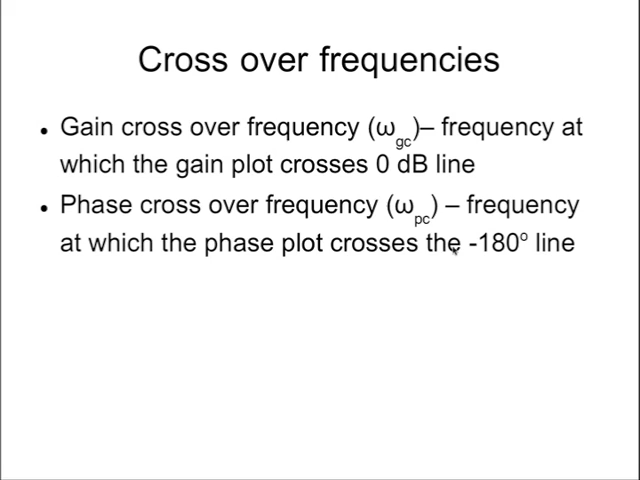 Cross over frequencies
• Gain cross over frequency (ωgc)– frequency at
which the gain plot crosses 0 dB line
• Phase cross over frequency (ωpc) – frequency
at which the phase plot crosses the -180° line